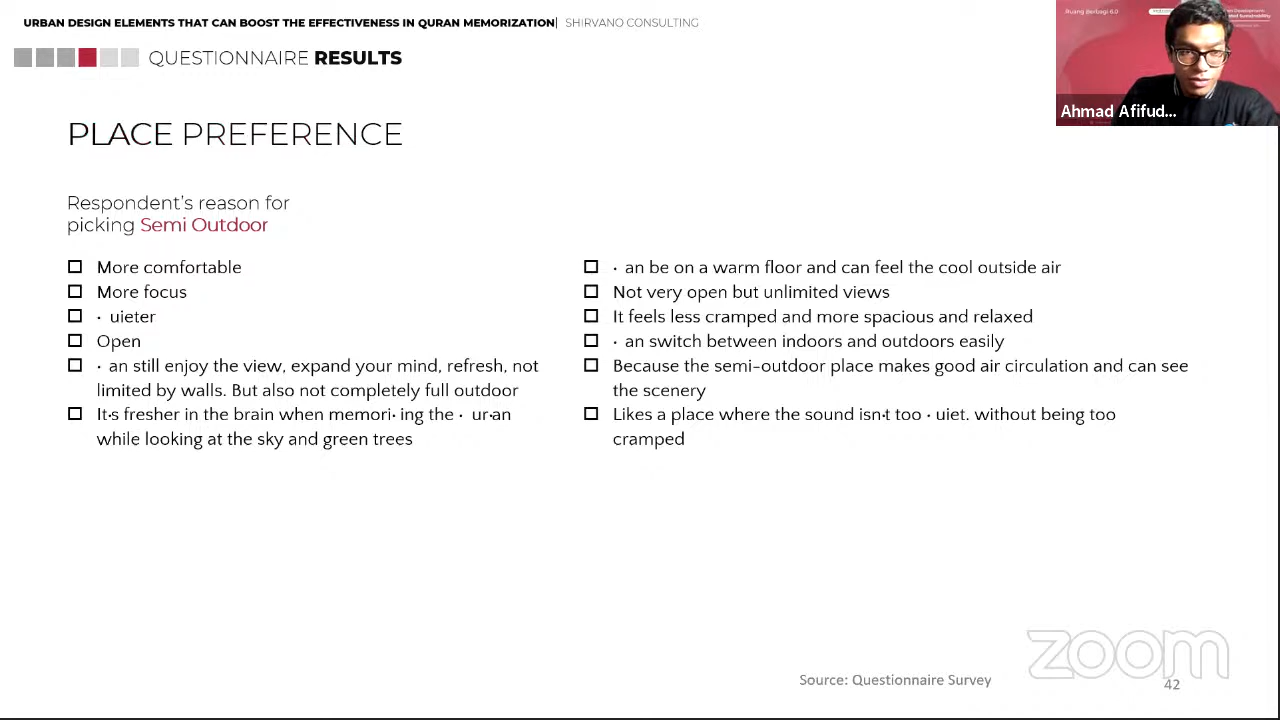 URBAN DESIGN ELEMENTS THAT CAN BOOST THE EFFECTIVENESS IN QURAN MEMORIZATION| SHIRVANO CONSULTING
QUESTIONNAIRE RESULTS
Ruang Berbagi 6.0
Ahmad Afifud...
PLACE PREFERENCE
Respondent's reason for
picking Semi Outdoor
More comfortable
More focus
· uieter
Open
· an still enjoy the view, expand your mind, refresh, not
limited by walls. But also not completely full outdoor
It·s fresher in the brain when memori· ing the · ur·an
while looking at the sky and green trees
· an be on a warm floor and can feel the cool outside air
Not very open but unlimited views
It feels less cramped and more spacious and relaxed
· an switch between indoors and outdoors easily
Because the semi-outdoor place makes good air circulation and can see
the scenery
Likes a place where the sound isn·t too · uiet. without being too
cramped
zoom
Source: Questionnaire Survey
42